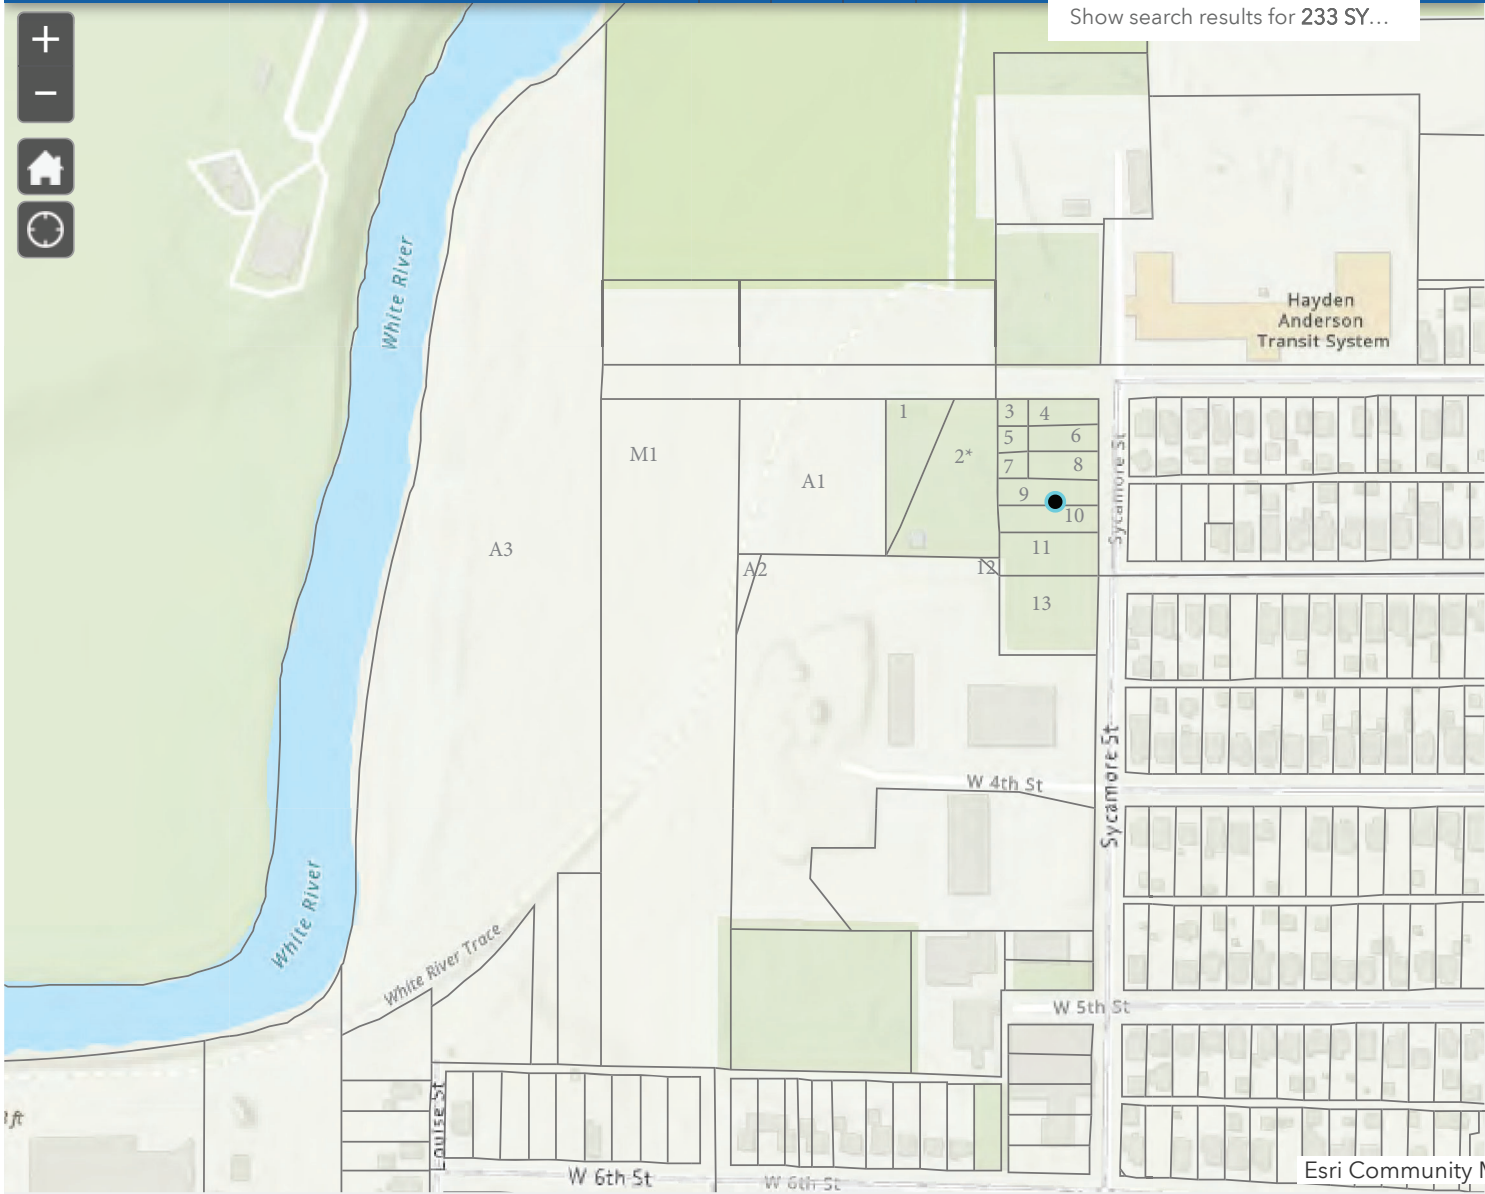 Show search results for 233 SY...
White River
Hayden
Anderson
Transit System
1
3
4
M1
2*
5
6
A1
7
8
9
10
Sycamore St
A3
11
A2
12
13
W 4th St
Sycamore St
White River
White River Trace
W 5th St
ft
Louise St
W 6th St
W 6th St
Esri Community M